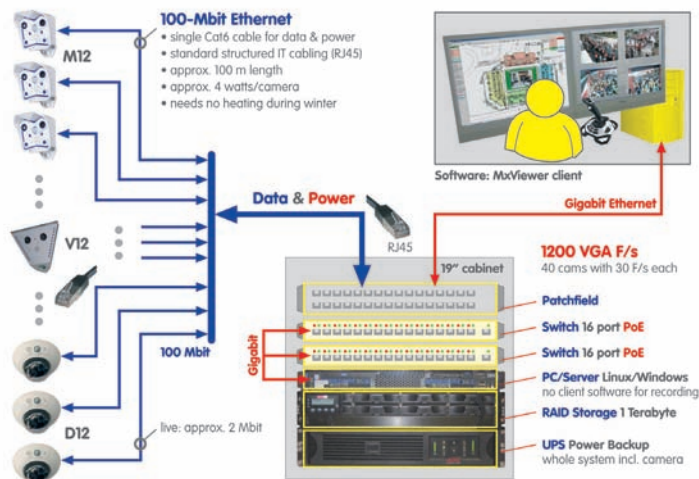 100-Mbit Ethernet
• single Cat6 cable for data & power
• standard structured IT cabling (RJ45)
• approx. 100 m length
• approx. 4 watts/camera
• needs no heating during winter
M12
V12
D12
100 Mbit
live: approx. 2 Mbit
Data & Power
RJ45
Software: MxViewer client
Gigabit Ethernet
19" cabinet
1200 VGA F/s
40 cams with 30 F/s each
Patchfield
Switch 16 port PoE
Switch 16 port PoE
Gigabit
PC/Server Linux/Windows
no client software for recording
RAID Storage 1 Terabyte
UPS Power Backup
whole system incl. camera